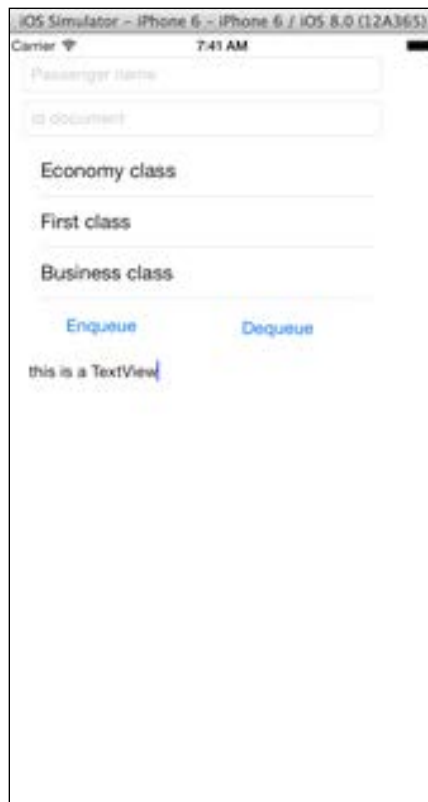 iOS Simulator – iPhone 6 – iPhone 6 / iOS 8.0 (12A365)
Carrier 7:41 AM
Passenger name
id document
Economy class
First class
Business class
Enqueue Dequeue
this is a TextView